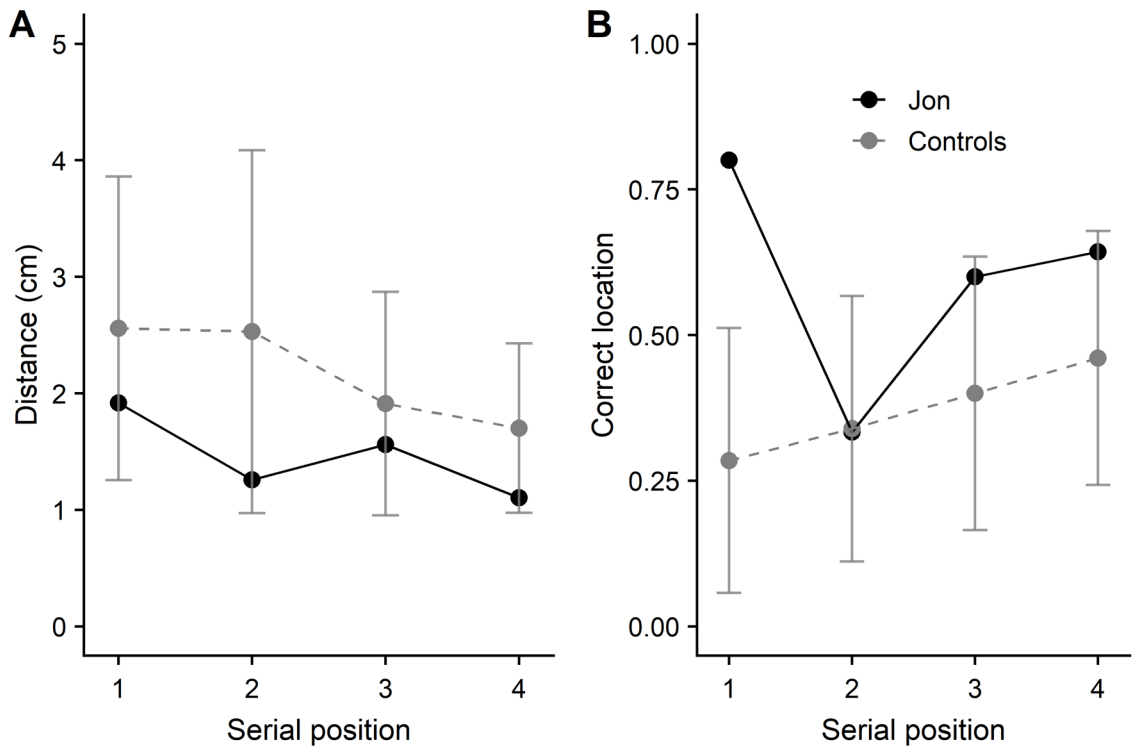 A
5
4
3
2
1
0
Distance (cm)
1 2 3 4
Serial position
B
1.00
0.75
0.50
0.25
0.00
Correct location
Jon
Controls
1 2 3 4
Serial position